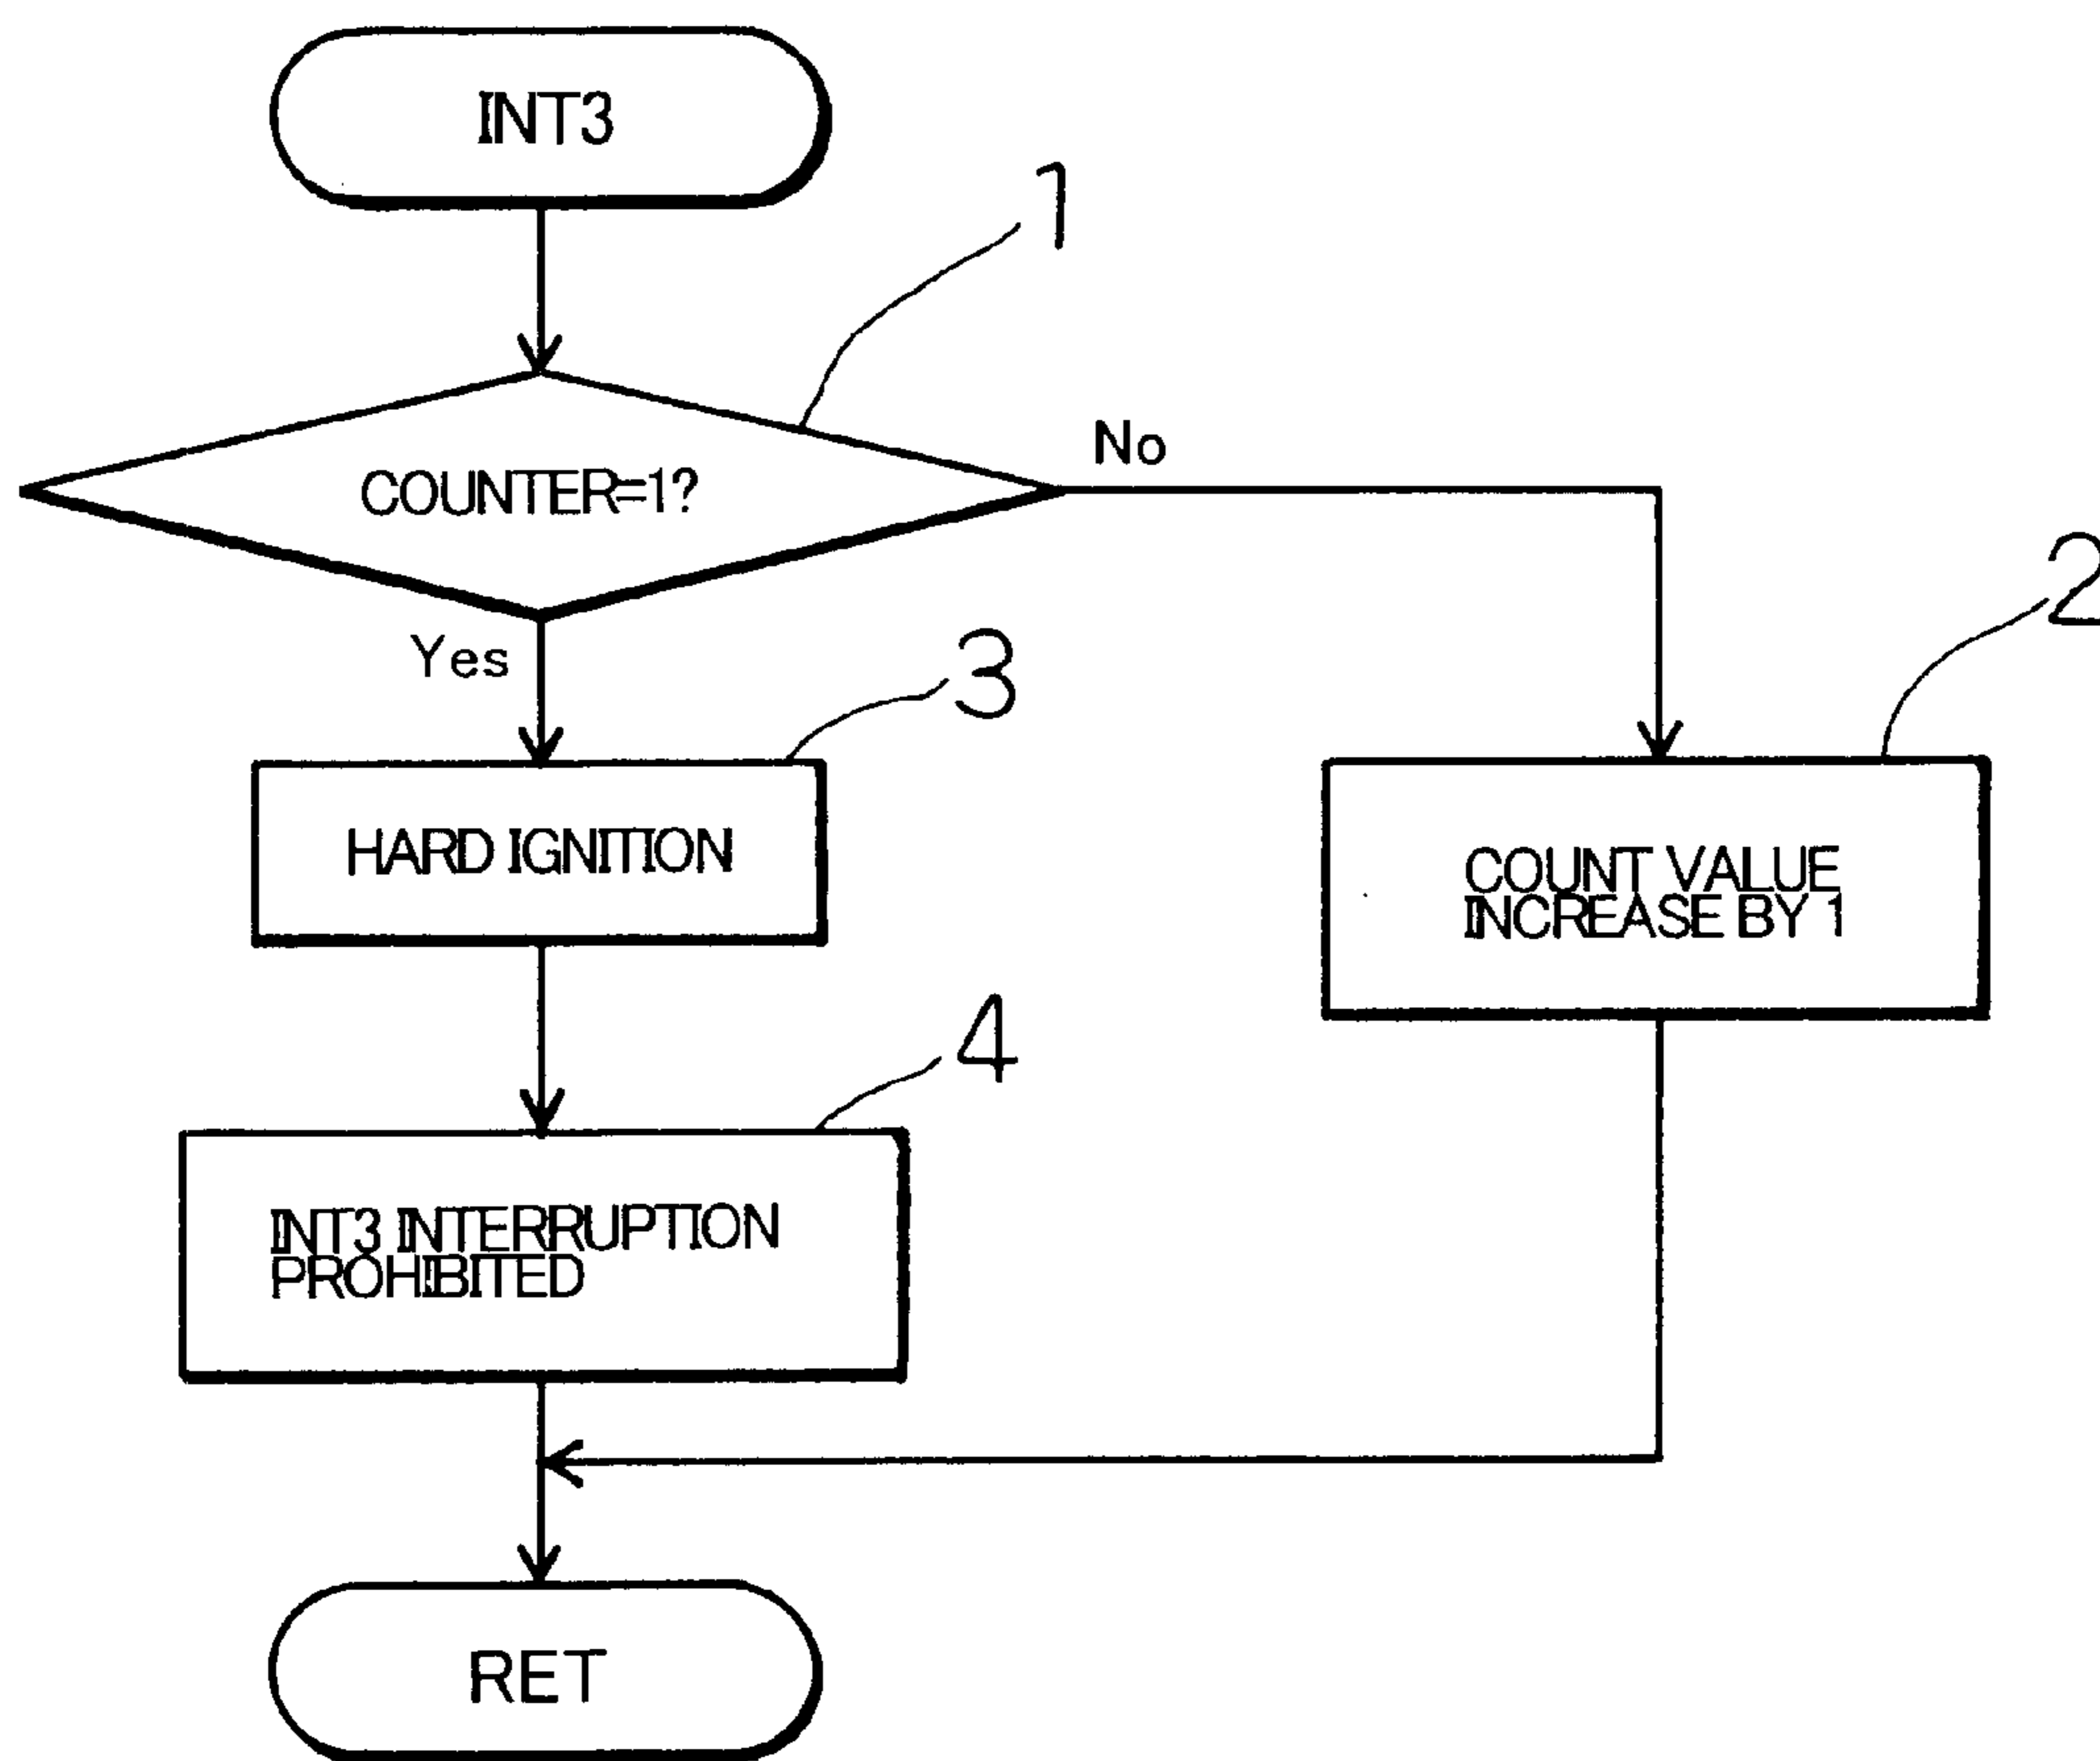 INT3
1
COUNTER=1?
No
2
Yes
3
HARD IGNITION
COUNT VALUE
INCREASE BY 1
4
INT3 INTERRUPTION
PROHIBITED
RET